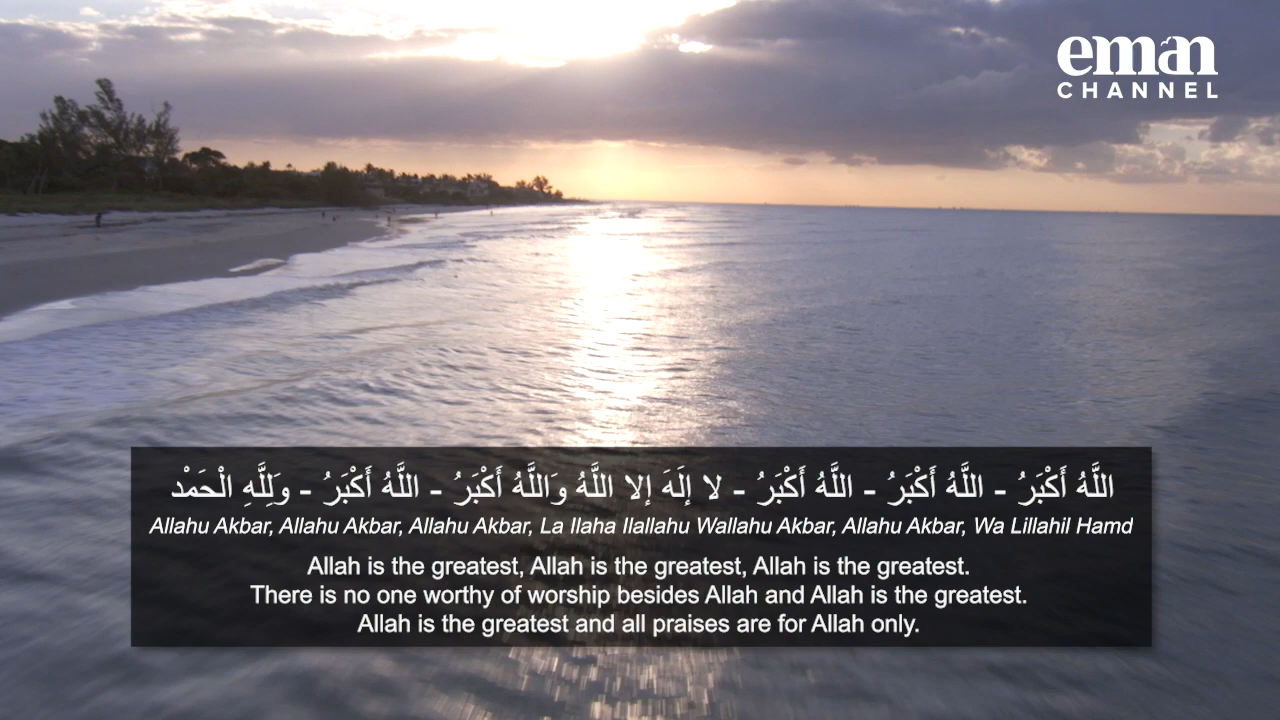 eman
CHANNEL
اللَّهُ أَكْبَرُ - اللَّهُ أَكْبَرُ - اللَّهُ أَكْبَرُ - لا إِلَهَ إِلا اللَّهُ وَاللَّهُ أَكْبَرُ - اللَّهُ أَكْبَرُ - وَلِلَّهِ الْحَمْد
Allahu Akbar, Allahu Akbar, Allahu Akbar, La Ilaha Ilallahu Wallahu Akbar, Allahu Akbar, Wa Lillahil Hamd
Allah is the greatest, Allah is the greatest, Allah is the greatest.
There is no one worthy of worship besides Allah and Allah is the greatest.
Allah is the greatest and all praises are for Allah only.